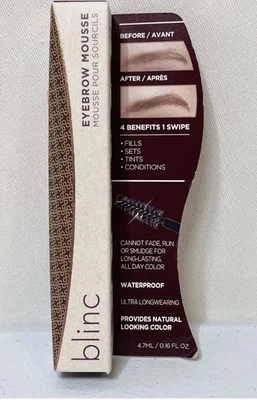 EYEBROW MOUSSE
MOUSSE POUR SOURCILS
blinc
BEFORE / AVANT
AFTER / APRÈS
4 BENEFITS 1 SWIPE
• FILLS
• SETS
• TINTS
• CONDITIONS
CANNOT FADE, RUN
OR SMUDGE FOR
LONG-LASTING,
ALL DAY COLOR
WATERPROOF
ULTRA LONGWEARING
PROVIDES NATURAL
LOOKING COLOR
4.7ML / 0.16 FL OZ